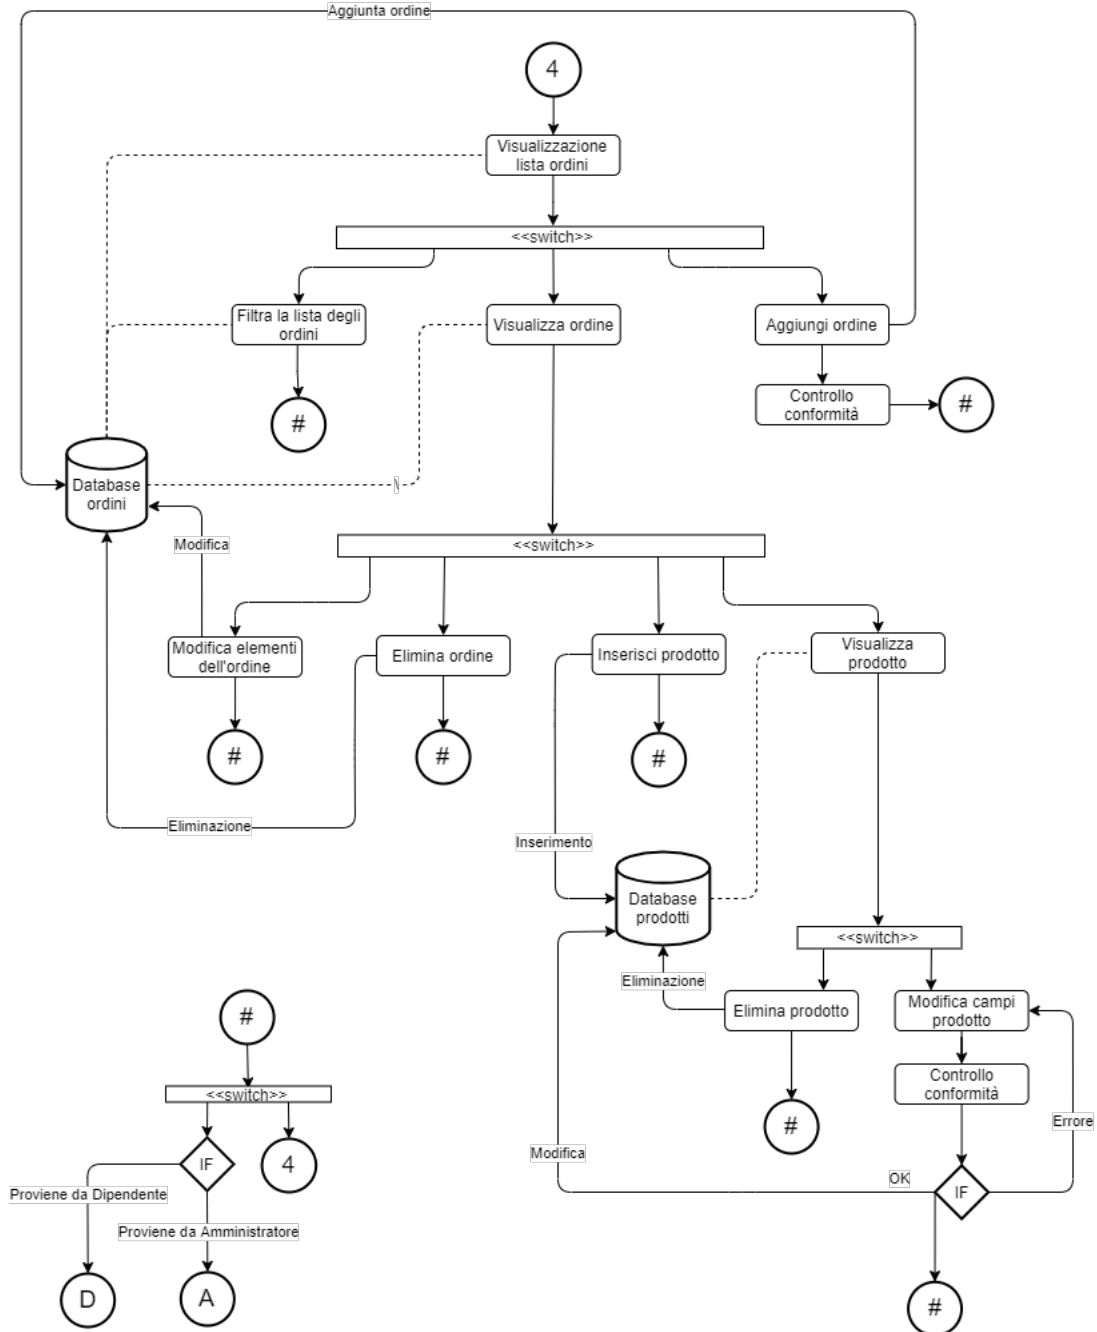 Aggiunta ordine
4
Visualizzazione
lista ordini
<<switch>>
Filtra la lista degli
ordini
Visualizza ordine
Aggiungi ordine
Controllo
conformità
#
#
Database
ordini
Modifica
<<switch>>
Modifica elementi
dell'ordine
Elimina ordine
Inserisci prodotto
Visualizza
prodotto
#
#
#
Eliminazione
Inserimento
Database
prodotti
<<switch>>
Eliminazione
Elimina prodotto
Modifica campi
prodotto
#
<<switch>>
Controllo
conformità
#
Errore
IF
4
Modifica
OK
IF
Proviene da Dipendente
Proviene da Amministratore
D
A
#